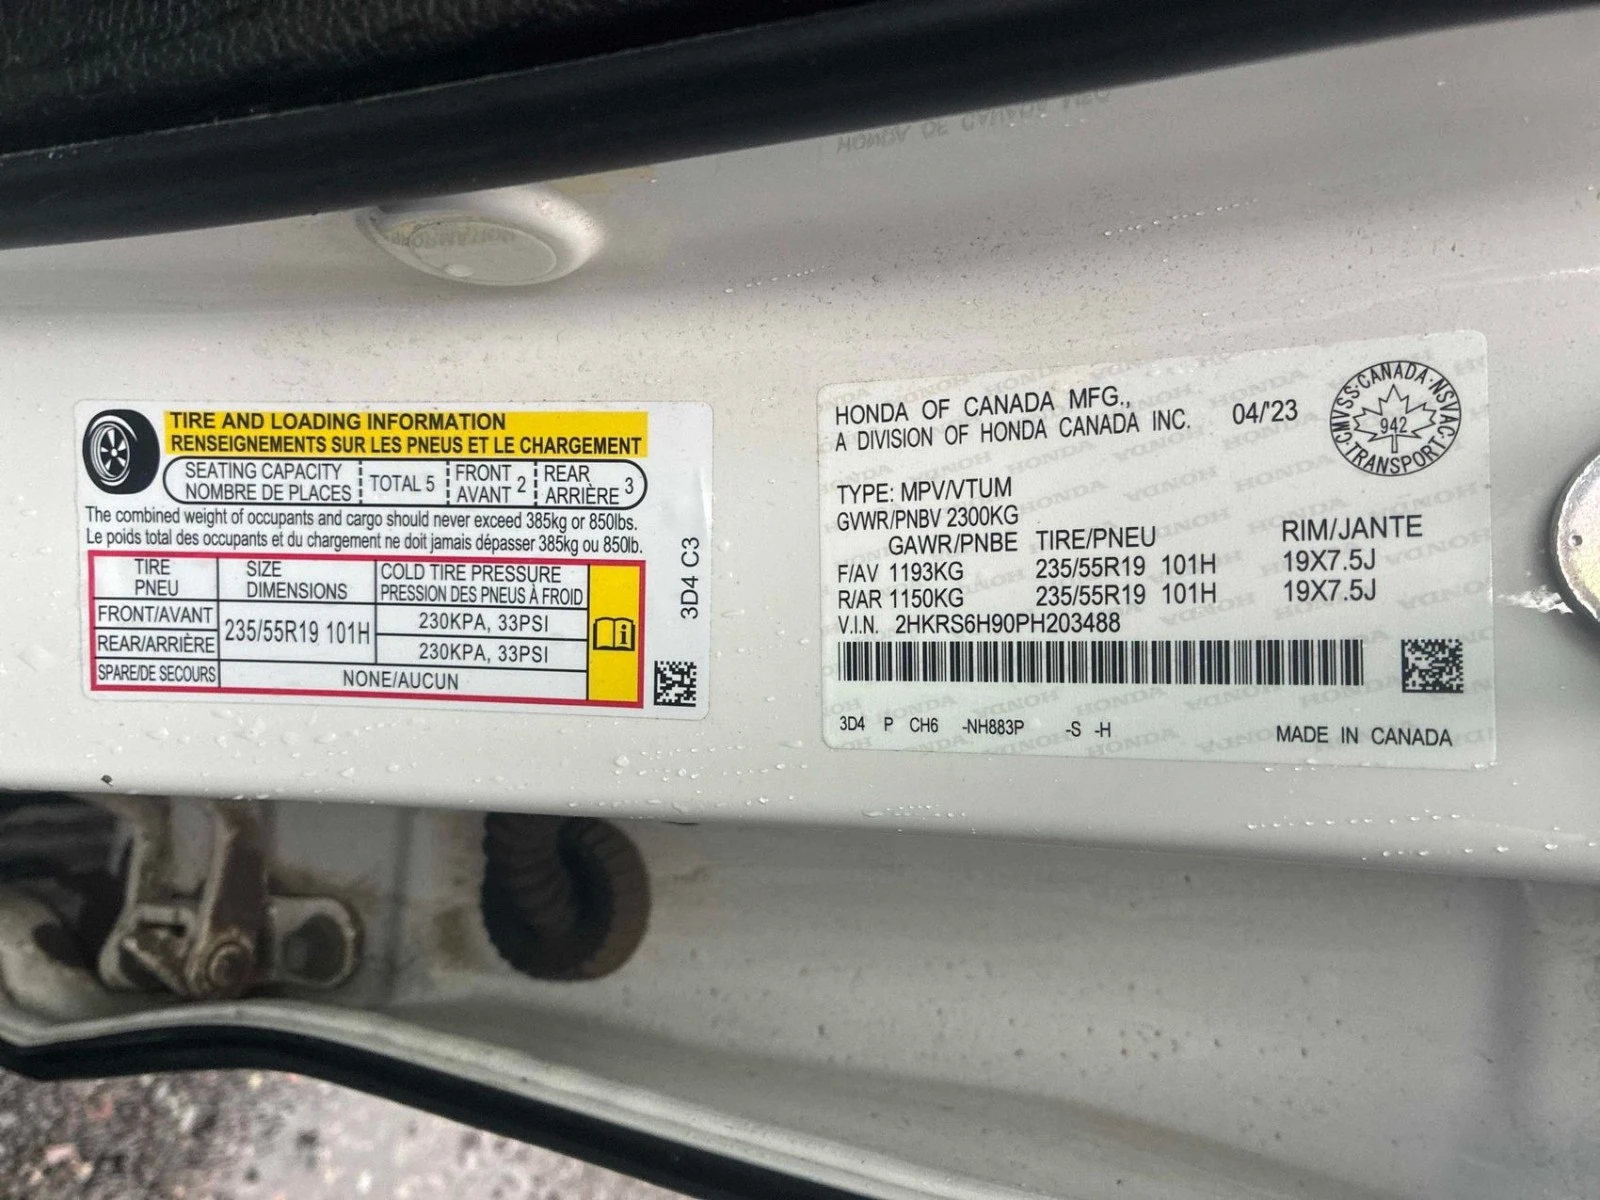 TIRE AND LOADING INFORMATION
RENSEIGNEMENTS SUR LES PNEUS ET LE CHARGEMENT
SEATING CAPACITY
NOMBRE DE PLACES
TOTAL 5
FRONT
AVANT 2
REAR
ARRIÈRE 3
The combined weight of occupants and cargo should never exceed 385kg or 850lbs.
Le poids total des occupants et du chargement ne doit jamais dépasser 385kg ou 850lb.
TIRE
PNEU
SIZE
DIMENSIONS
COLD TIRE PRESSURE
PRESSION DES PNEUS À FROID
FRONT/AVANT
235/55R19 101H
230KPA, 33PSI
REAR/ARRIÈRE
230KPA, 33PSI
SPARE/DE SECOURS
NONE/AUCUN
3D4 C3
HONDA OF CANADA MFG.,
A DIVISION OF HONDA CANADA INC. 04/'23
CMVSS·CANADA·NSVAC·TRANSPORT
942
TYPE: MPV/VTUM
GVWR/PNBV 2300KG
GAWR/PNBE TIRE/PNEU RIM/JANTE
F/AV 1193KG 235/55R19 101H 19X7.5J
R/AR 1150KG 235/55R19 101H 19X7.5J
V.I.N. 2HKRS6H90PH203488
3D4 P CH6 -NH883P -S -H
MADE IN CANADA